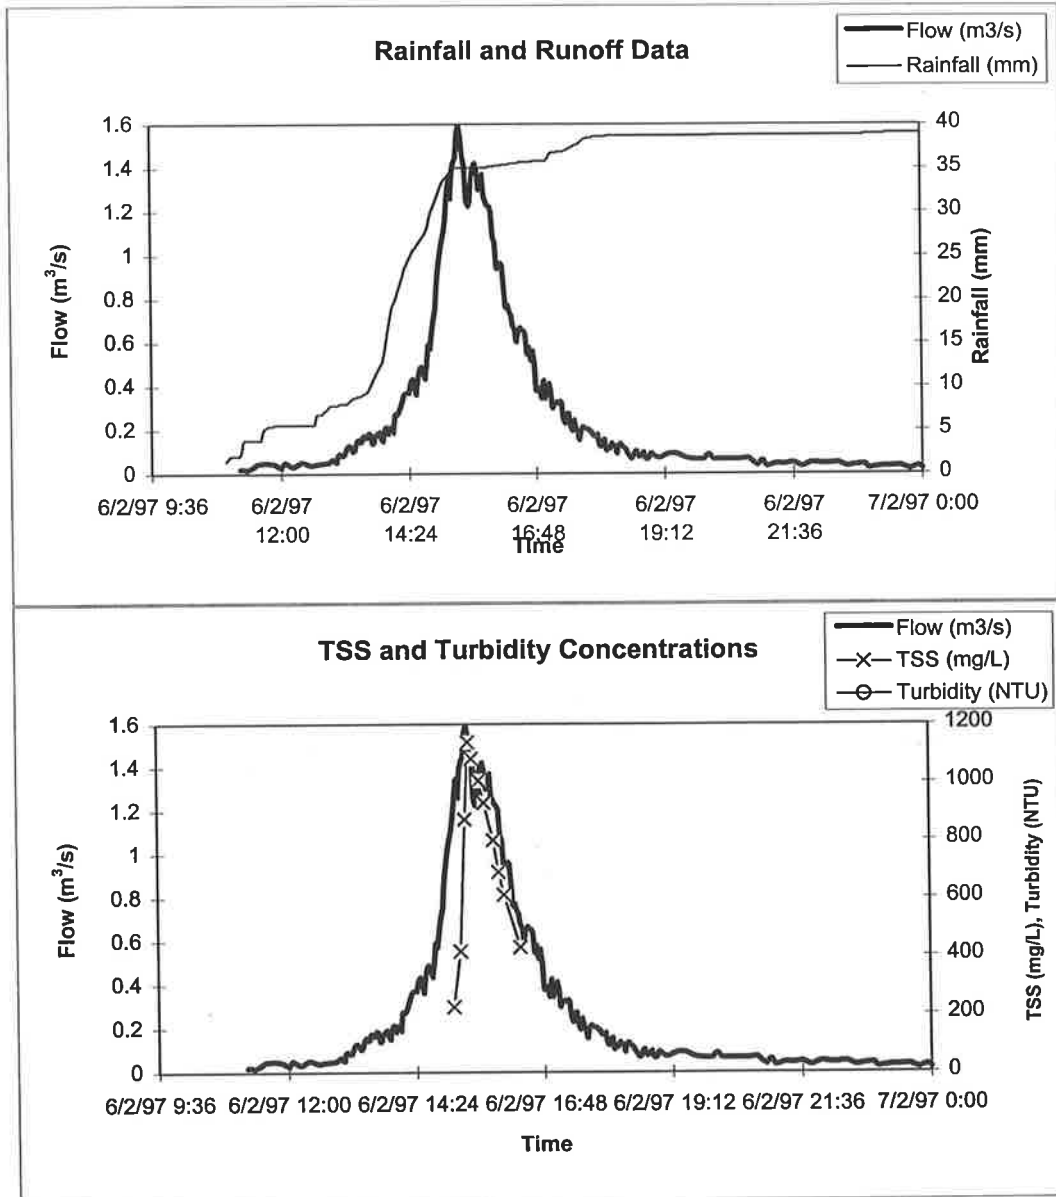 Rainfall and Runoff Data
Flow (m3/s)
Rainfall (mm)
Flow (m³/s)
1.6
1.4
1.2
1
0.8
0.6
0.4
0.2
0
40
35
30
25
20
15
10
5
0
Rainfall (mm)
6/2/97 9:36
6/2/97 12:00
6/2/97 14:24
6/2/97 16:48
6/2/97 19:12
6/2/97 21:36
7/2/97 0:00
Time
TSS and Turbidity Concentrations
Flow (m3/s)
TSS (mg/L)
Turbidity (NTU)
Flow (m³/s)
1.6
1.4
1.2
1
0.8
0.6
0.4
0.2
0
1200
1000
800
600
400
200
0
TSS (mg/L), Turbidity (NTU)
6/2/97 9:36 6/2/97 12:00 6/2/97 14:24 6/2/97 16:48 6/2/97 19:12 6/2/97 21:36 7/2/97 0:00
Time